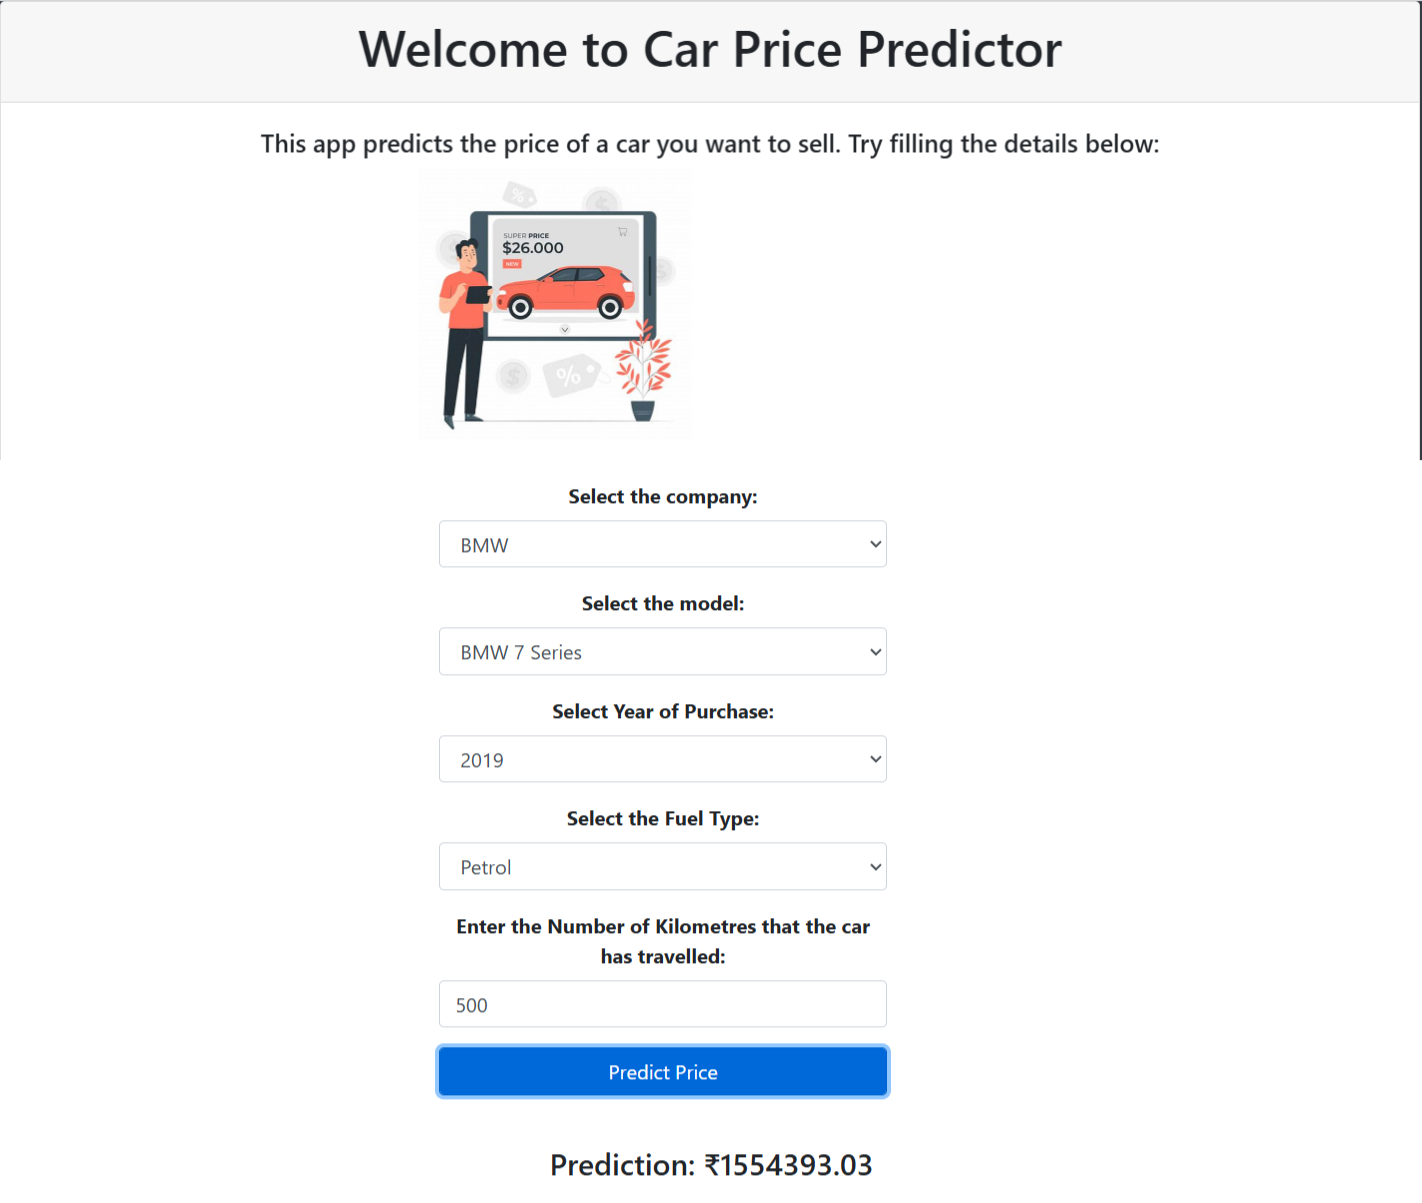 Welcome to Car Price Predictor
This app predicts the price of a car you want to sell. Try filling the details below:
%
$
SUPER PRICE
$26.000
NEW
$
$
$
%
Select the company:
BMW
Select the model:
BMW 7 Series
Select Year of Purchase:
2019
Select the Fuel Type:
Petrol
Enter the Number of Kilometres that the car
has travelled:
500
Predict Price
Prediction: ₹1554393.03